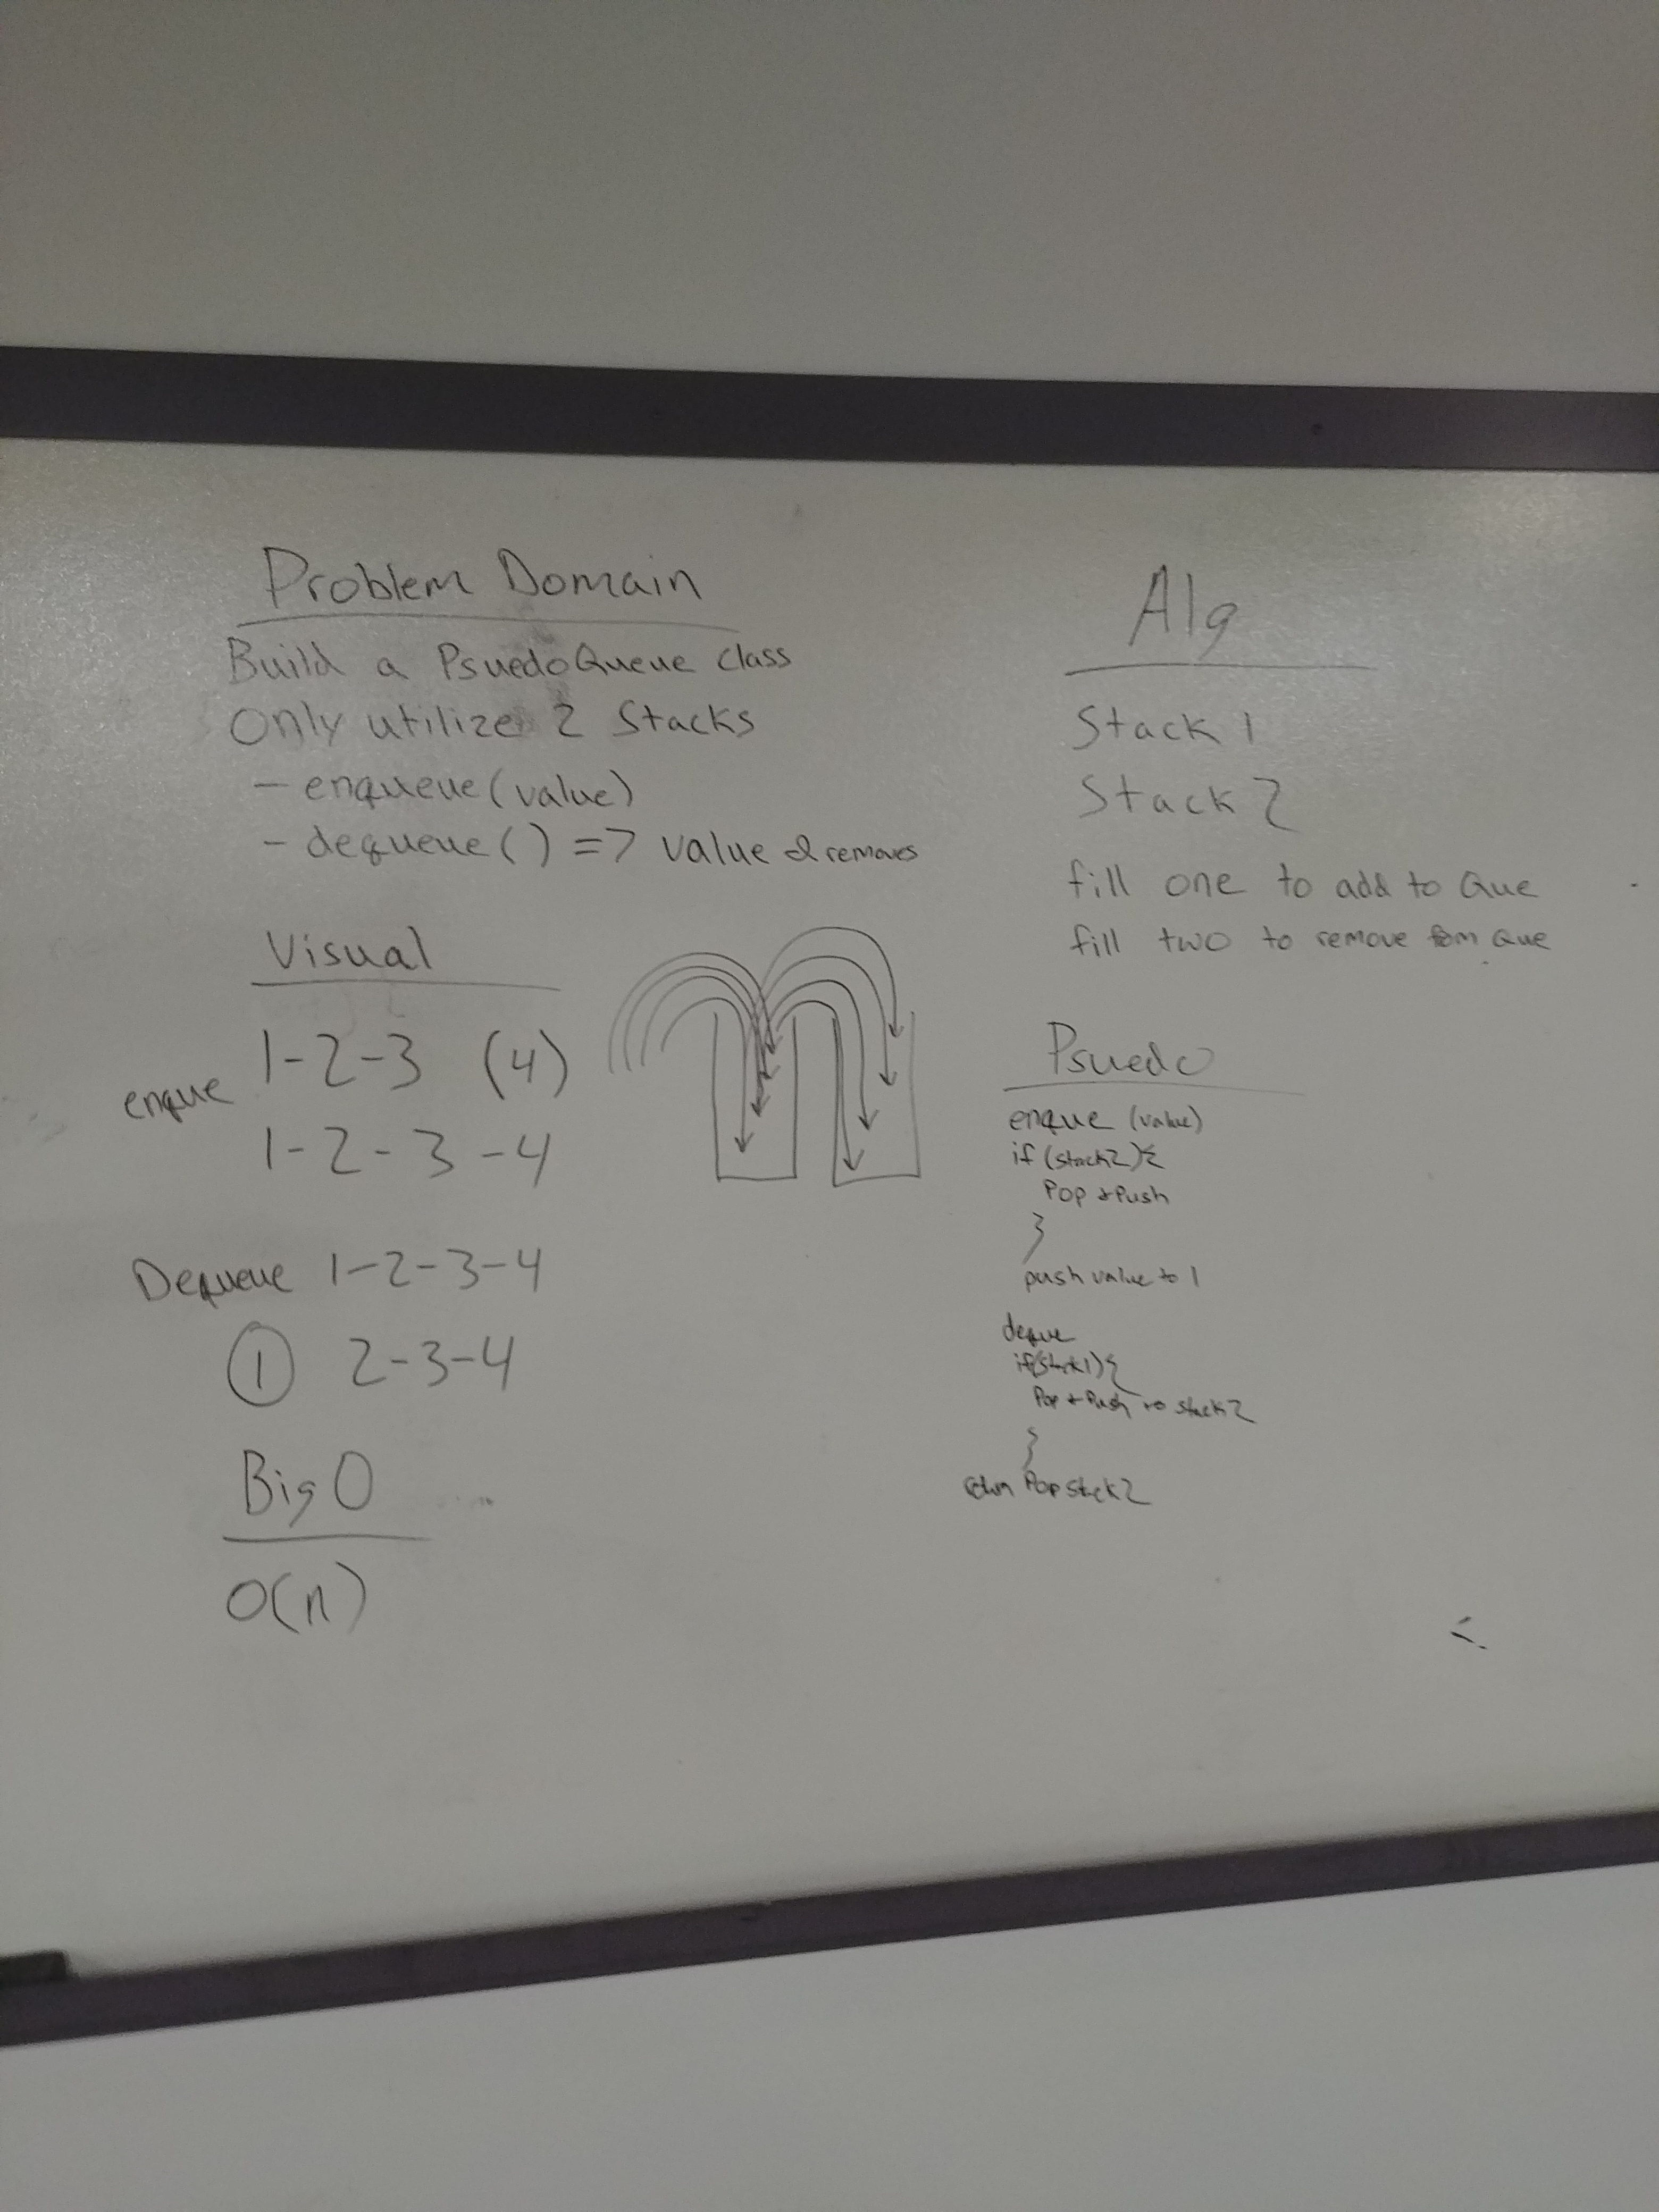 Problem Domain
Build a PsuedoQueue class
Only utilize 2 Stacks
- enqueue(value)
- dequeue() => value & removes
Visual
enque
1-2-3 (4)
1-2-3-4
Dequeue 1-2-3-4
1 2-3-4
Big O
O(n)
Alg
Stack 1
Stack 2
fill one to add to Que
fill two to remove from Que
Psuedo
enque (value)
if (stack2){
Pop & Push
}
push value to 1
deque
if(stack1){
Pop + Push to stack2
}
return Pop stack2